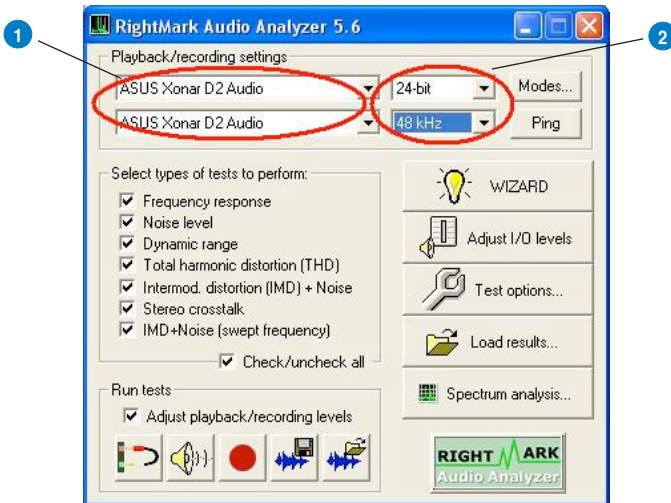 RightMark Audio Analyzer 5.6
1
2
Playback/recording settings
ASUS Xonar D2 Audio 24-bit Modes...
ASUS Xonar D2 Audio 48 kHz Ping
Select types of tests to perform:
Frequency response
Noise level
Dynamic range
Total harmonic distortion (THD)
Intermod. distortion (IMD) + Noise
Stereo crosstalk
IMD+Noise (swept frequency)
Check/uncheck all
WIZARD
Adjust I/O levels
Test options...
Load results...
Spectrum analysis...
Run tests
Adjust playback/recording levels
RIGHT MARK
Audio Analyzer